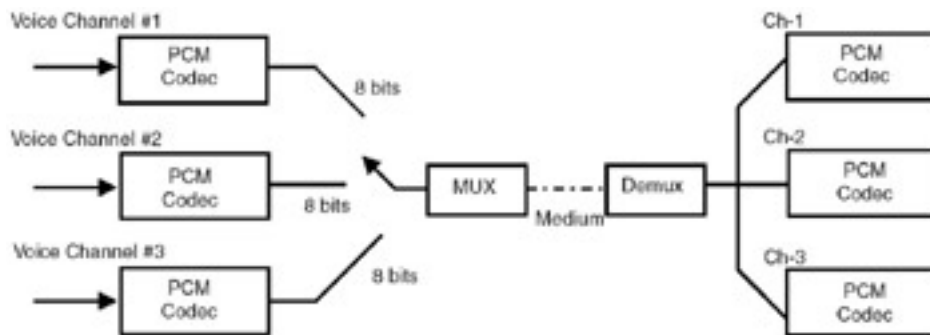 Voice Channel #1
PCM
Codec
8 bits
Voice Channel #2
PCM
Codec
8 bits
Voice Channel #3
PCM
Codec
8 bits
MUX
Medium
Demux
Ch-1
PCM
Codec
Ch-2
PCM
Codec
Ch-3
PCM
Codec